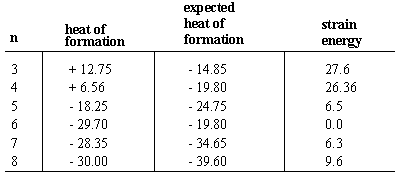 n heat of formation expected heat of formation strain energy
3 + 12.75 - 14.85 27.6
4 + 6.56 - 19.80 26.36
5 - 18.25 - 24.75 6.5
6 - 29.70 - 19.80 0.0
7 - 28.35 - 34.65 6.3
8 - 30.00 - 39.60 9.6